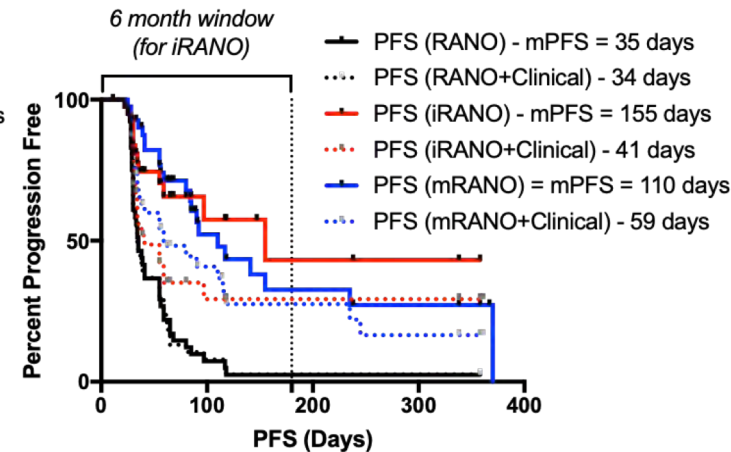 6 month window
(for iRANO)
s
PFS (RANO) - mPFS = 35 days
PFS (RANO+Clinical) - 34 days
PFS (iRANO) - mPFS = 155 days
PFS (iRANO+Clinical) - 41 days
PFS (mRANO) = mPFS = 110 days
PFS (mRANO+Clinical) - 59 days
Percent Progression Free
100
50
0
0 100 200 300 400
PFS (Days)